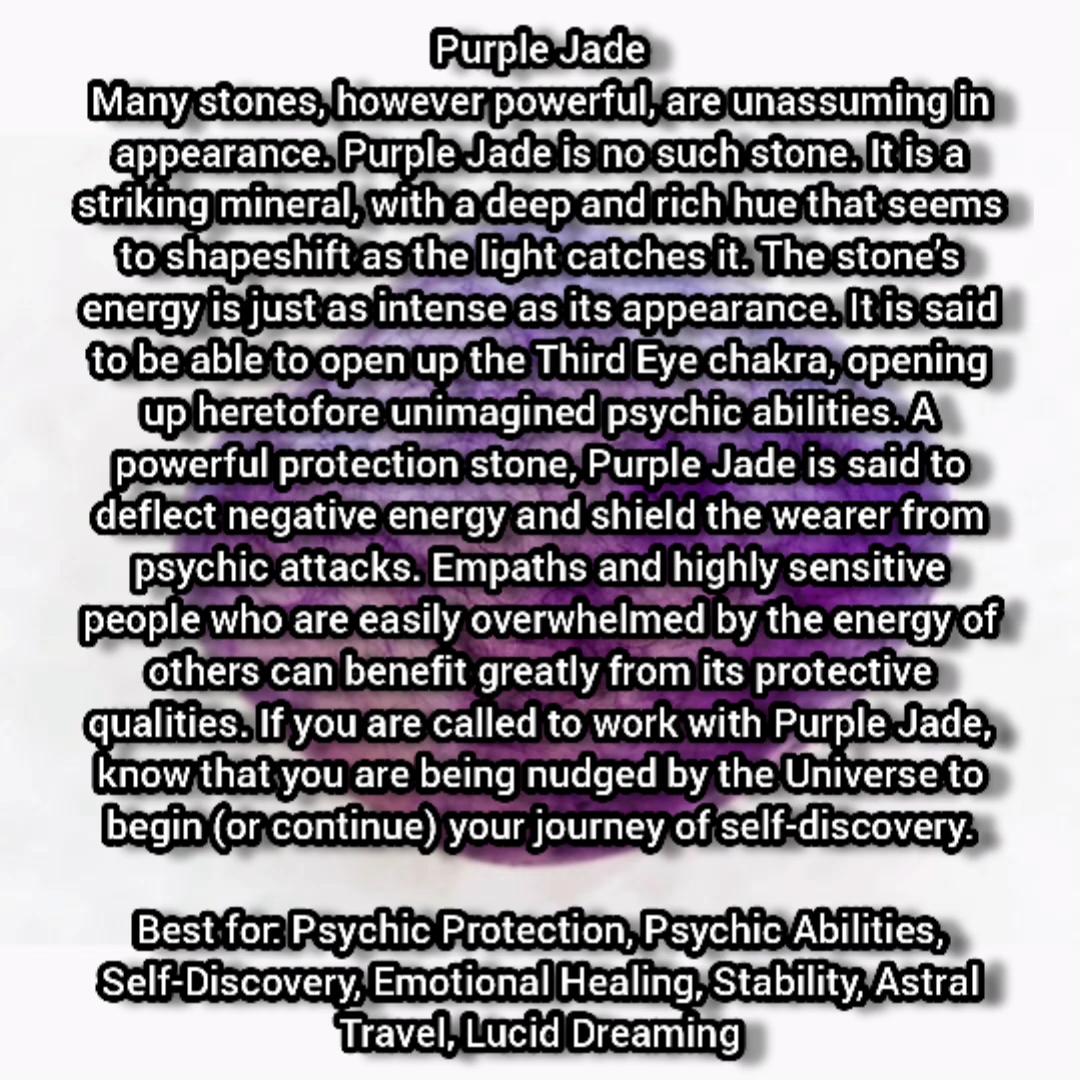 Purple Jade
Many stones, however powerful, are unassuming in
appearance. Purple Jade is no such stone. It is a
striking mineral, with a deep and rich hue that seems
to shapeshift as the light catches it. The stone’s
energy is just as intense as its appearance. It is said
to be able to open up the Third Eye chakra, opening
up heretofore unimagined psychic abilities. A
powerful protection stone, Purple Jade is said to
deflect negative energy and shield the wearer from
psychic attacks. Empaths and highly sensitive
people who are easily overwhelmed by the energy of
others can benefit greatly from its protective
qualities. If you are called to work with Purple Jade,
know that you are being nudged by the Universe to
begin (or continue) your journey of self-discovery.
Best for: Psychic Protection, Psychic Abilities,
Self-Discovery, Emotional Healing, Stability, Astral
Travel, Lucid Dreaming